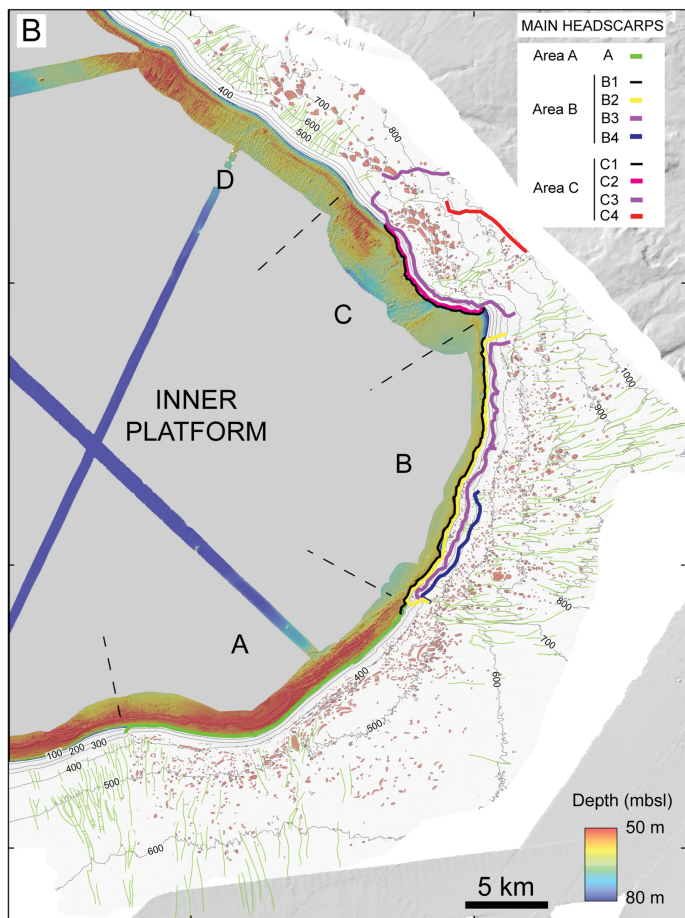 B
MAIN HEADSCARPS
Area A
A
Area B
B1
B2
B3
B4
Area C
C1
C2
C3
C4
400
700
600
500
800
D
C
INNER
PLATFORM
B
A
1000
900
800
700
600
400
500
100
200
300
400
500
600
Depth (mbsl)
50 m
80 m
5 km